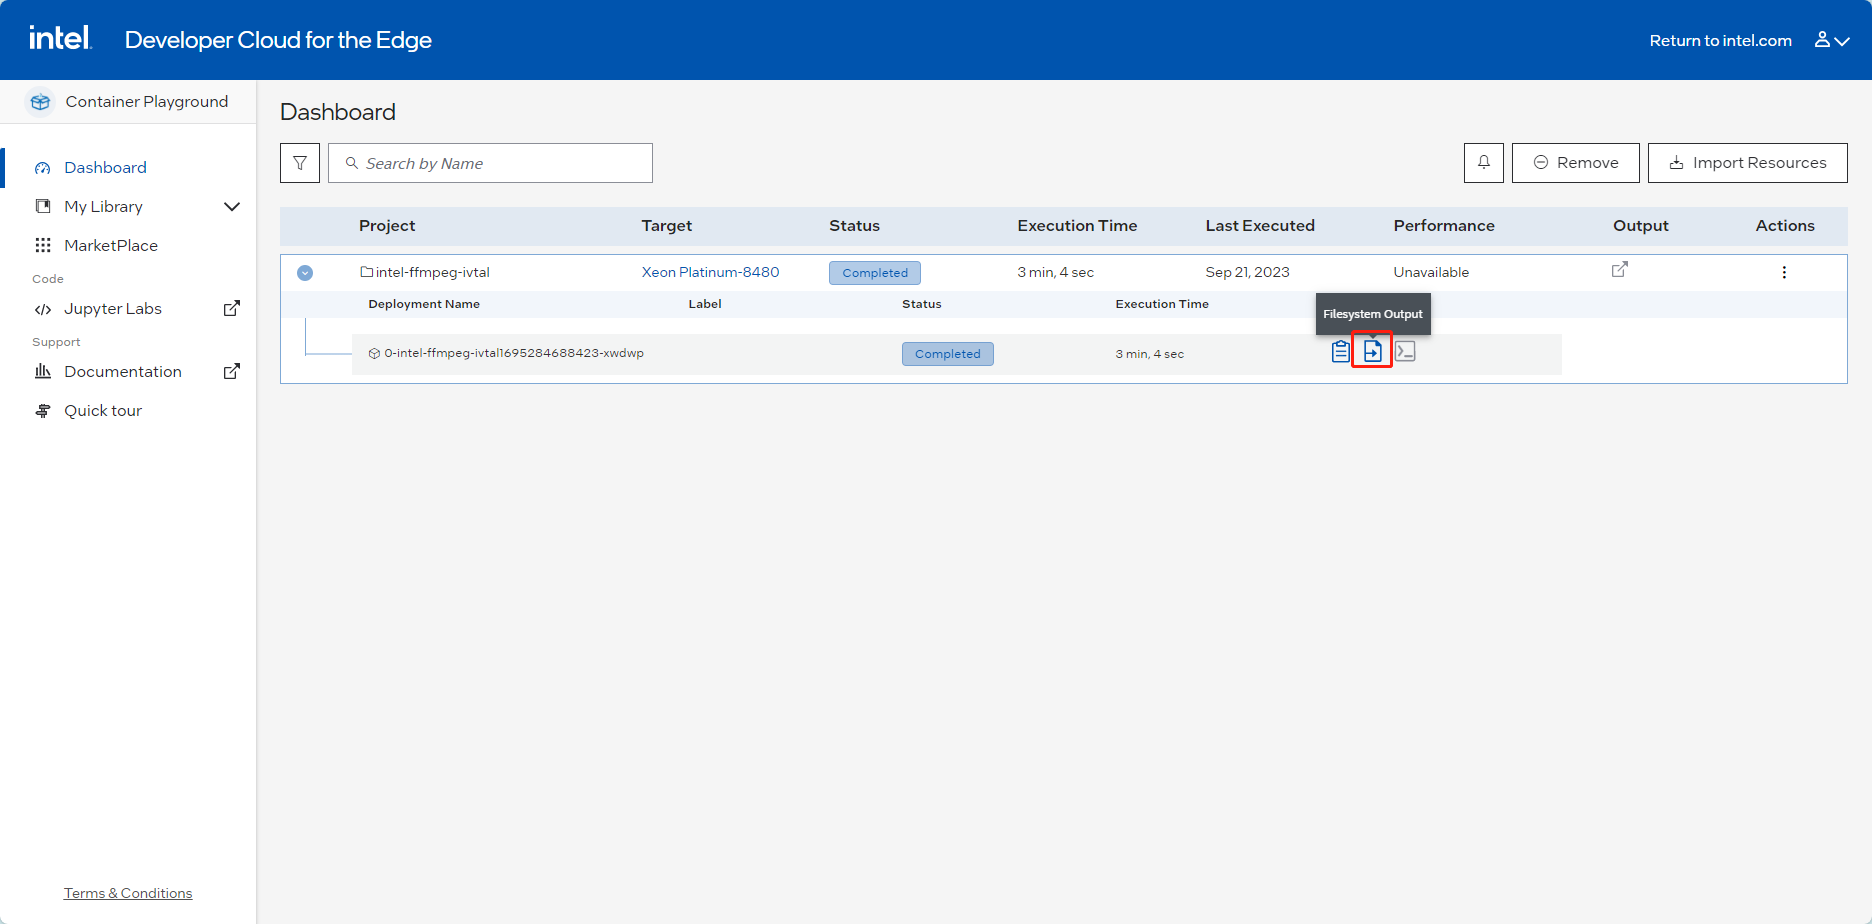 intel. Developer Cloud for the Edge Return to intel.com
Container Playground
Dashboard
My Library
MarketPlace
Code
Jupyter Labs
Support
Documentation
Quick tour
Terms & Conditions
Dashboard
Search by Name Remove Import Resources
Project Target Status Execution Time Last Executed Performance Output Actions
intel-ffmpeg-ivtal Xeon Platinum-8480 Completed 3 min, 4 sec Sep 21, 2023 Unavailable
Deployment Name Label Status Execution Time
Filesystem Output
0-intel-ffmpeg-ivtal1695284688423-xwdwp Completed 3 min, 4 sec